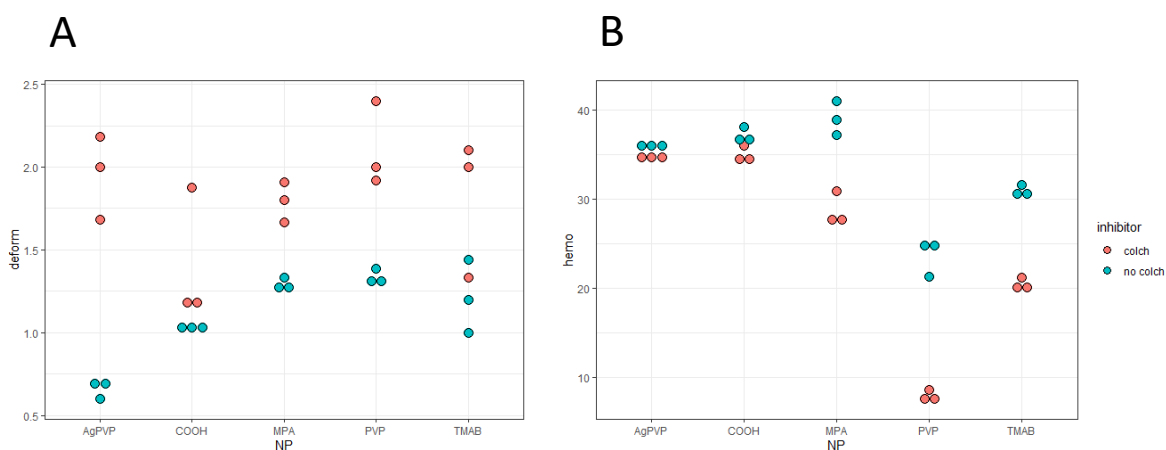 A
deform
2.5
2.0
1.5
1.0
0.5
AgPVP COOH MPA PVP TMAB
NP
B
hemo
40
30
20
10
AgPVP COOH MPA PVP TMAB
NP
inhibitor
colch
no colch